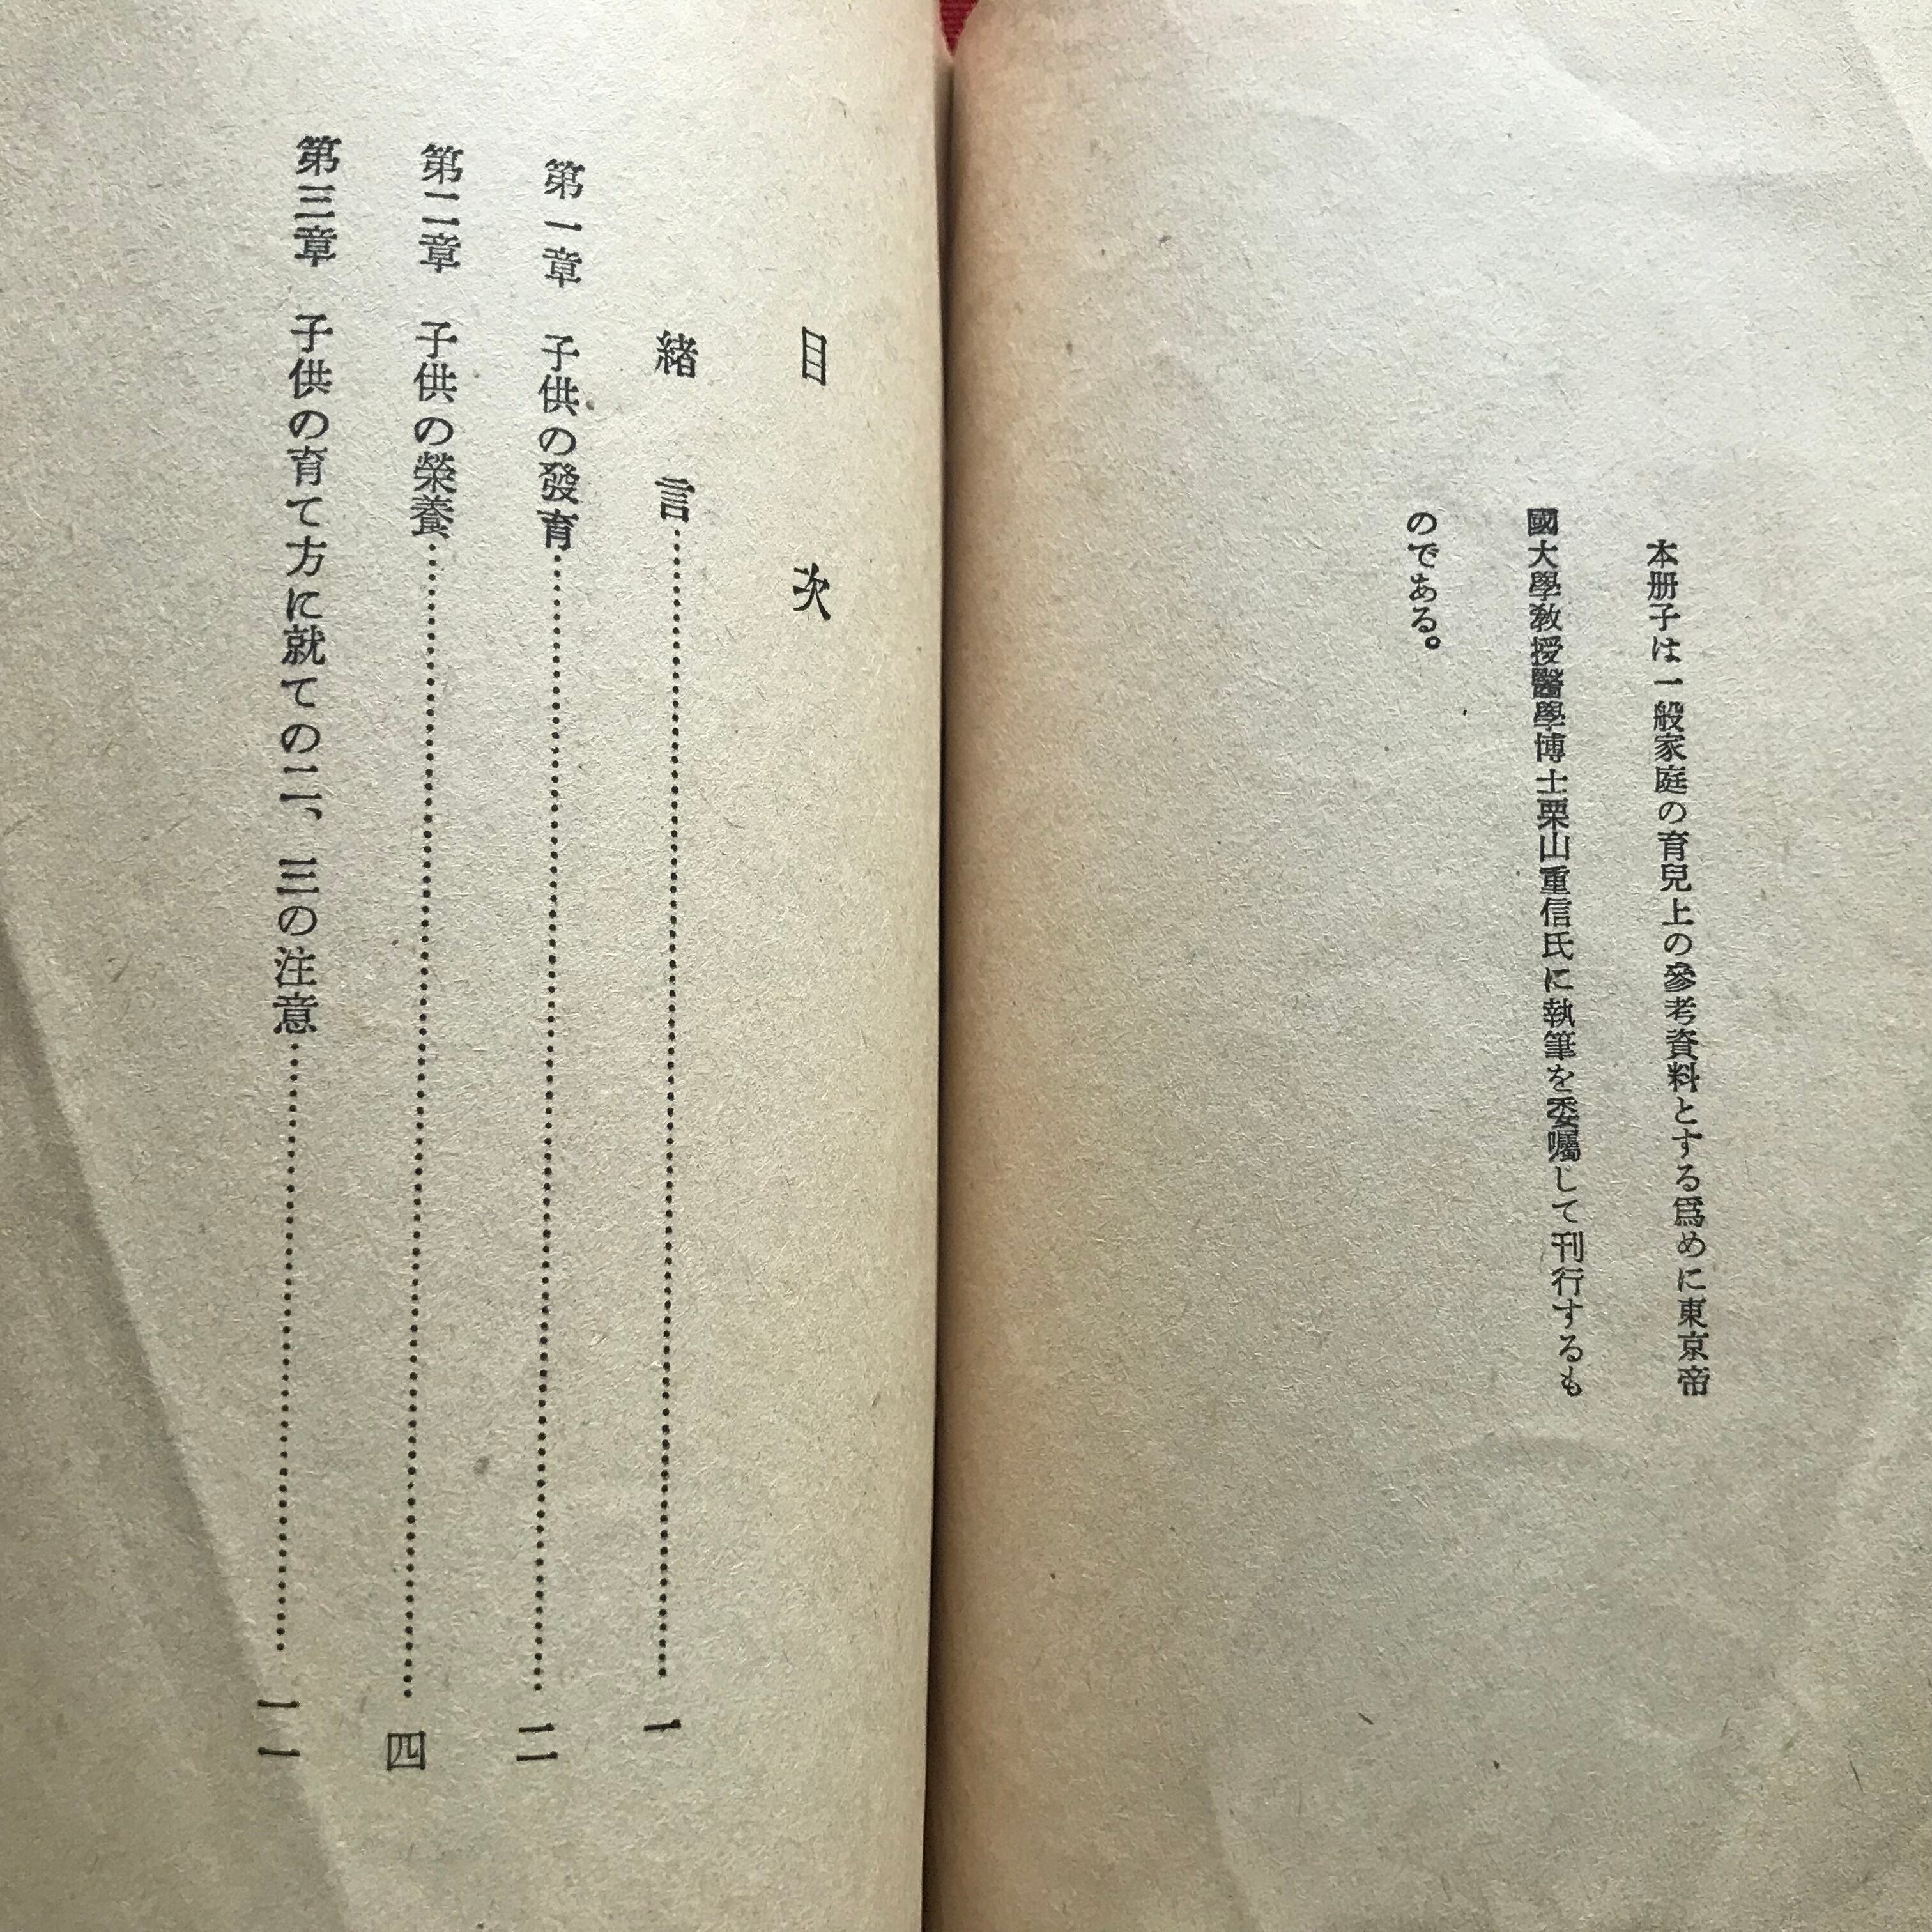 本册子は一般家庭の育兒上の參考資料とする爲めに東京帝
國大學教授醫學博士栗山重信氏に執筆を委囑して刊行するも
のである。
目次
緒言…………………………………………一
第一章 子供の發育…………………………………………二
第二章 子供の榮養…………………………………………四
第三章 子供の育て方に就ての二、三の注意…………………………一一